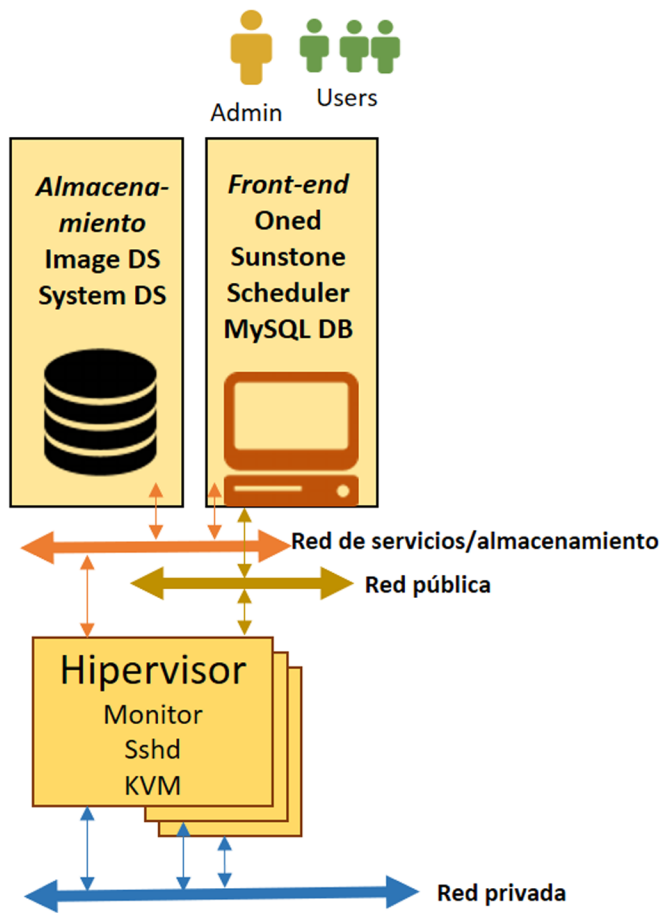 Admin
Users
Almacena-
miento
Image DS
System DS
Front-end
Oned
Sunstone
Scheduler
MySQL DB
Red de servicios/almacenamiento
Red pública
Hipervisor
Monitor
Sshd
KVM
Red privada